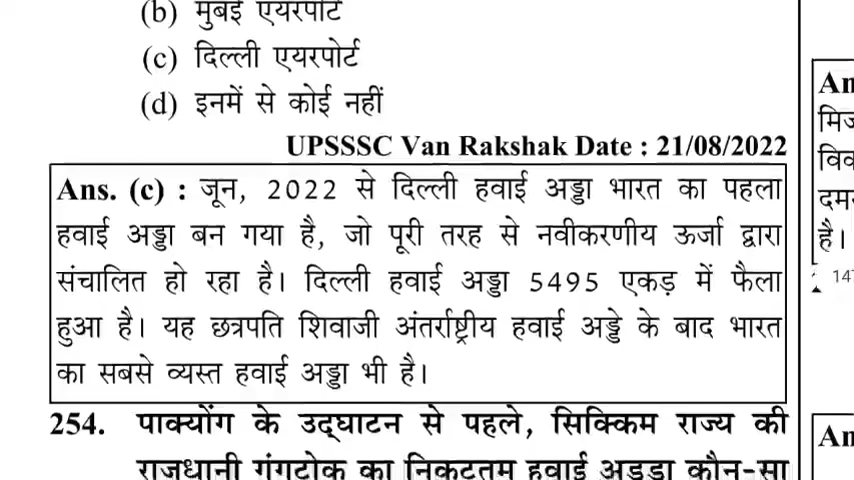 (b) मुंबई एयरपोर्ट
(c) दिल्ली एयरपोर्ट
(d) इनमें से कोई नहीं
UPSSSC Van Rakshak Date : 21/08/2022
Ans. (c) : जून, 2022 से दिल्ली हवाई अड्डा भारत का पहला
हवाई अड्डा बन गया है, जो पूरी तरह से नवीकरणीय ऊर्जा द्वारा
संचालित हो रहा है। दिल्ली हवाई अड्डा 5495 एकड़ में फैला
हुआ है। यह छत्रपति शिवाजी अंतर्राष्ट्रीय हवाई अड्डे के बाद भारत
का सबसे व्यस्त हवाई अड्डा भी है।
254. पाक्योंग के उद्घाटन से पहले, सिक्किम राज्य की
राजधानी गंगटोक का निकटतम हवाई अड्डा कौन-सा
An
है।
147
An